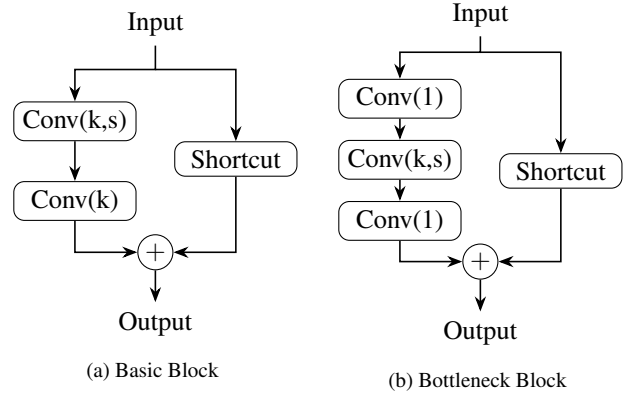 Input
Conv(k,s)
Shortcut
Conv(k)
+
Output
(a) Basic Block
Input
Conv(1)
Conv(k,s)
Shortcut
Conv(1)
+
Output
(b) Bottleneck Block